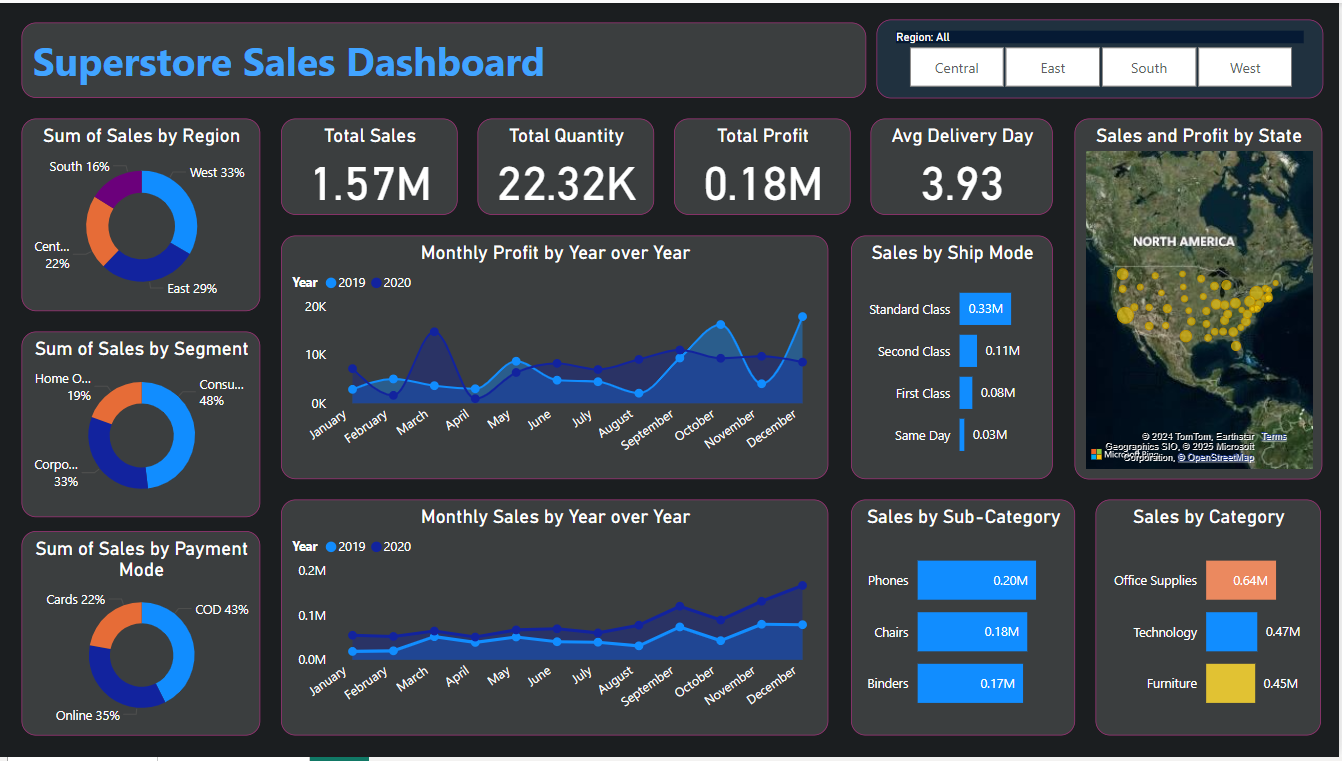 Superstore Sales Dashboard
Region: All
Central
East
South
West
Sum of Sales by Region
South 16%
West 33%
Cent...
22%
East 29%
Total Sales
1.57M
Total Quantity
22.32K
Total Profit
0.18M
Avg Delivery Day
3.93
Sales and Profit by State
NORTH AMERICA
© 2024 TomTom, Earthstar
Terms
Geographics SIO, © 2025 Microsoft
Microsoft Bing
Corporation, © OpenStreetMap
Monthly Profit by Year over Year
Year 2019 2020
20K
10K
0K
January
February
March
April
May
June
July
August
September
October
November
December
Sales by Ship Mode
Standard Class 0.33M
Second Class 0.11M
First Class 0.08M
Same Day 0.03M
Sum of Sales by Segment
Home O...
19%
Consu...
48%
Corpo...
33%
Sum of Sales by Payment
Mode
Cards 22%
COD 43%
Online 35%
Monthly Sales by Year over Year
Year 2019 2020
0.2M
0.1M
0.0M
January
February
March
April
May
June
July
August
September
October
November
December
Sales by Sub-Category
Phones 0.20M
Chairs 0.18M
Binders 0.17M
Sales by Category
Office Supplies 0.64M
Technology 0.47M
Furniture 0.45M